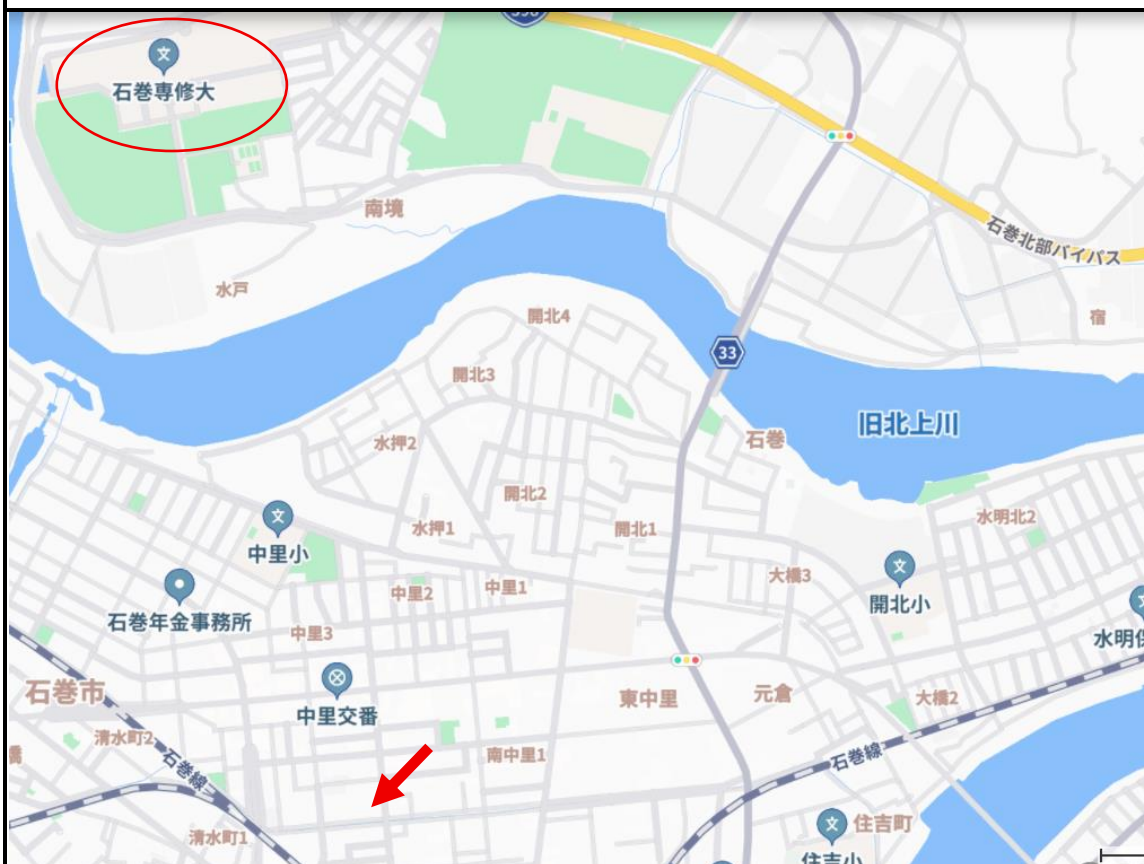 398
石巻専修大
南境
石巻北部バイパス
水戸
宿
開北4
33
開北3
旧北上川
石巻
水押2
開北2
水明北2
水押1
開北1
中里小
大橋3
中里2
中里1
開北小
石巻年金事務所
中里3
水明保
石巻市
中里交番
東中里
元倉
大橋2
清水町2
南中里1
橋
石巻線
石巻線
清水町1
住吉町
住吉小